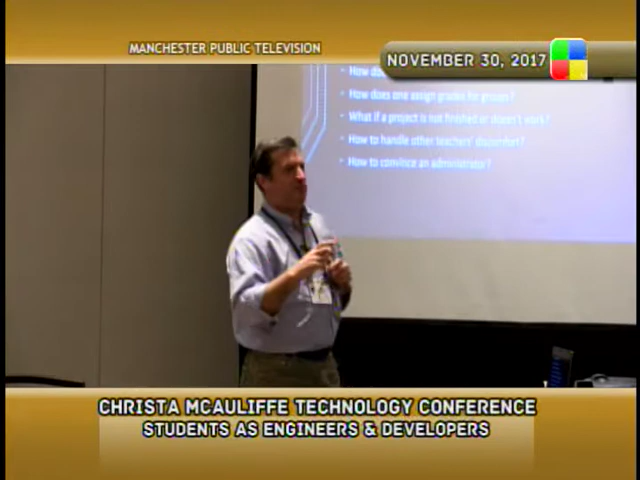 MANCHESTER PUBLIC TELEVISION
NOVEMBER 30, 2017
How does one assign grades for groups?
What if a project is not finished or doesn't work?
How to handle other teachers' discomfort?
How to convince an administrator?
CHRISTA MCAULIFFE TECHNOLOGY CONFERENCE
STUDENTS AS ENGINEERS & DEVELOPERS